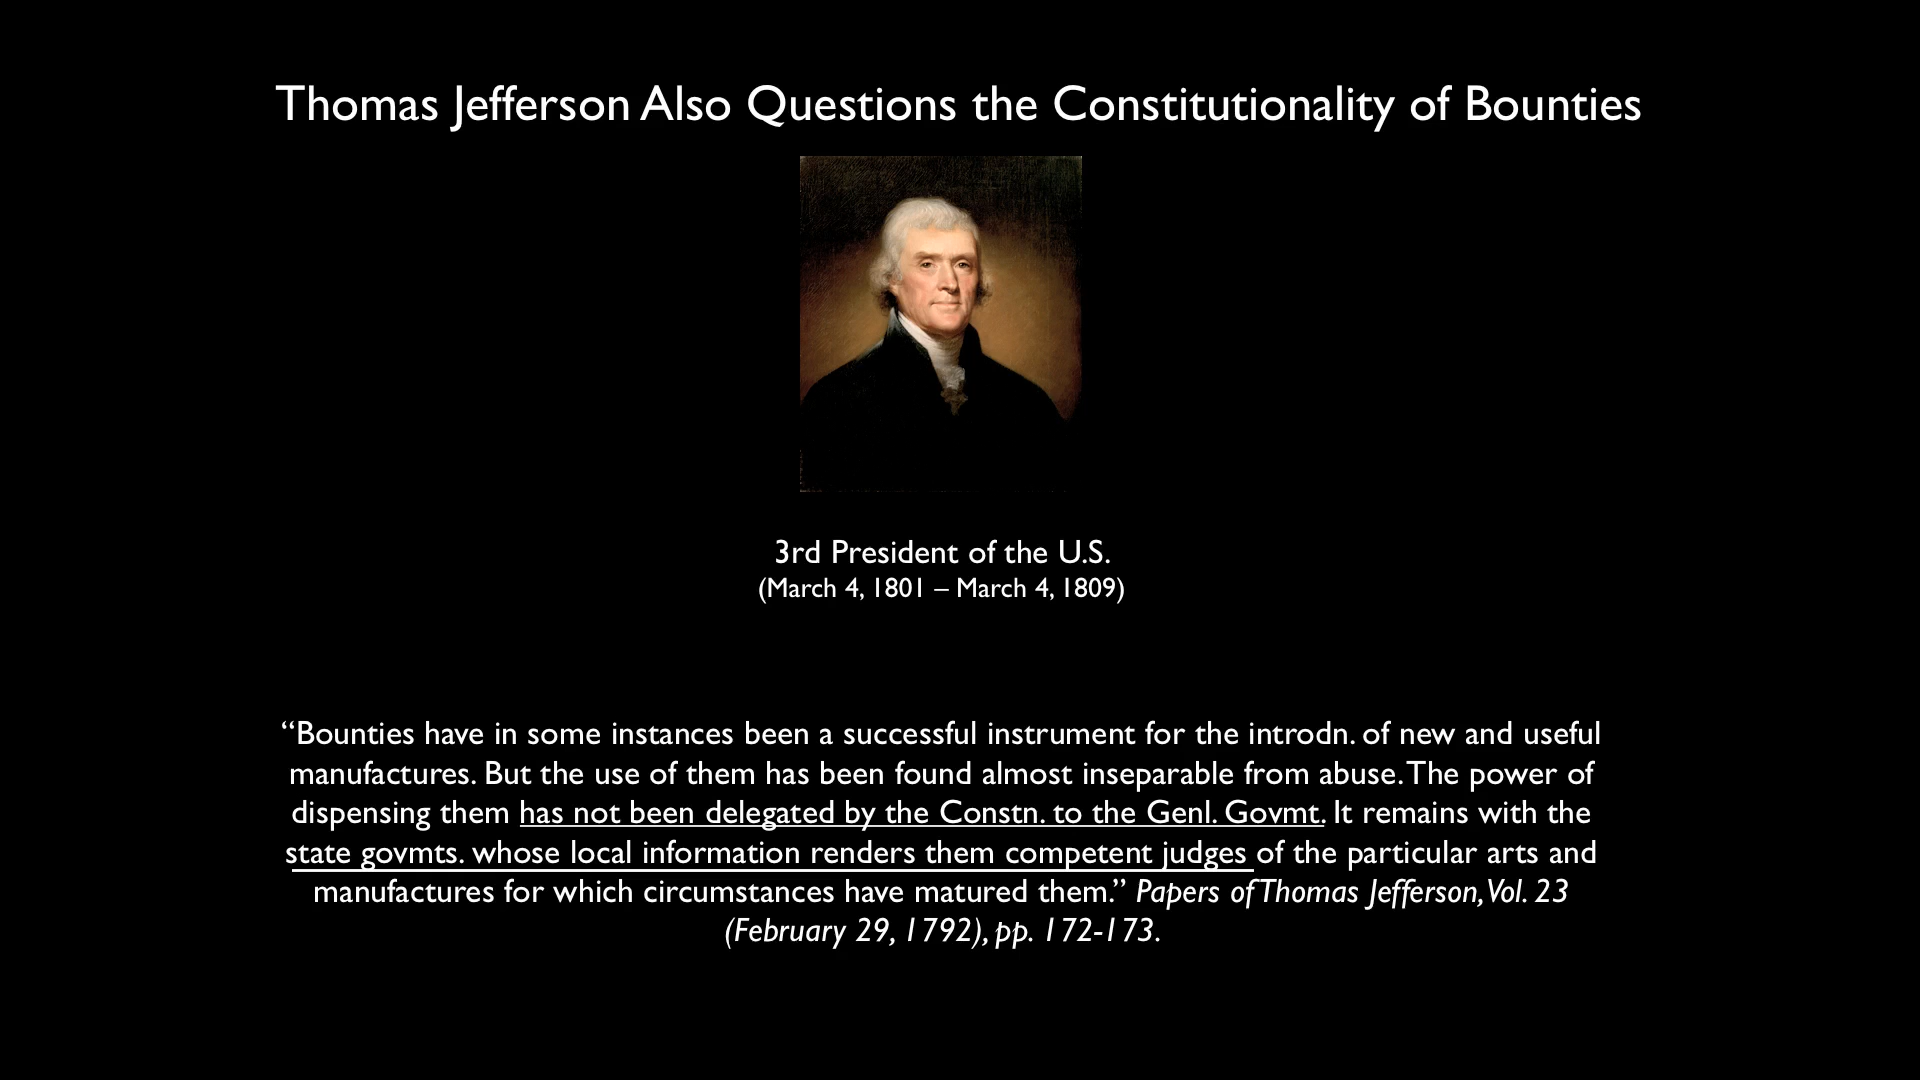 Thomas Jefferson Also Questions the Constitutionality of Bounties
3rd President of the U.S.
(March 4, 1801 – March 4, 1809)
“Bounties have in some instances been a successful instrument for the introdn. of new and useful
manufactures. But the use of them has been found almost inseparable from abuse. The power of
dispensing them has not been delegated by the Constn. to the Genl. Govmt. It remains with the
state govmts. whose local information renders them competent judges of the particular arts and
manufactures for which circumstances have matured them.” Papers of Thomas Jefferson, Vol. 23
(February 29, 1792), pp. 172-173.